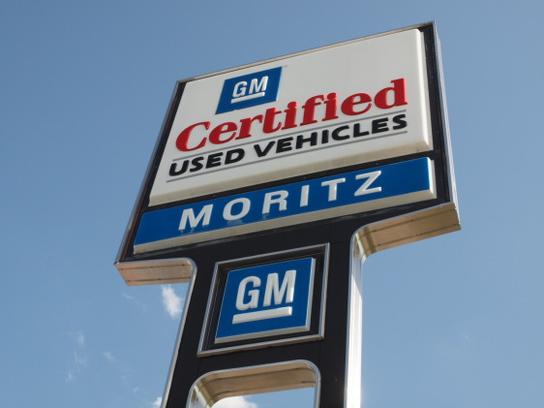 GM
Certified
USED VEHICLES
MORITZ
GM